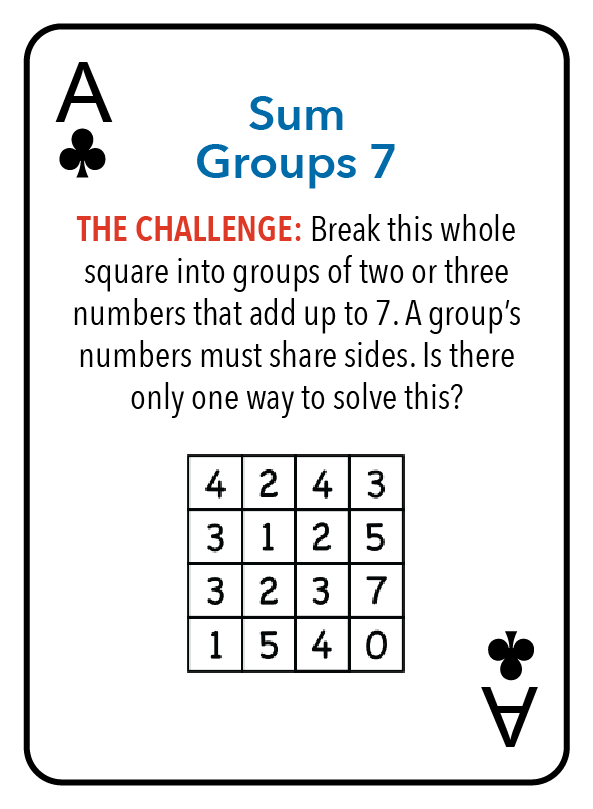 A
Sum
Groups 7
THE CHALLENGE: Break this whole
square into groups of two or three
numbers that add up to 7. A group’s
numbers must share sides. Is there
only one way to solve this?
4 2 4 3
3 1 2 5
3 2 3 7
1 5 4 0
A